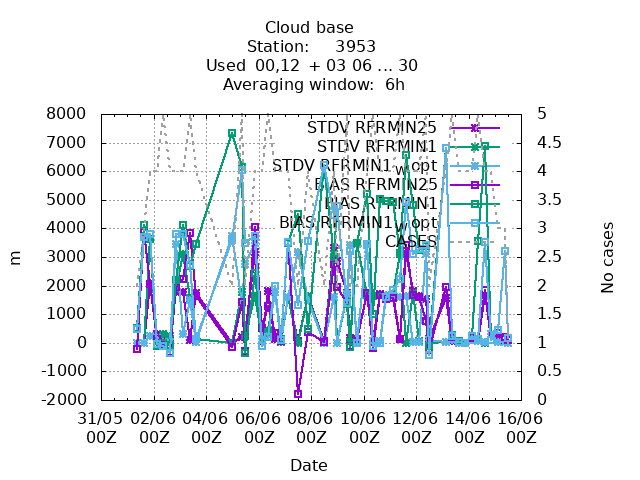 Cloud base
Station: 3953
Used 00,12 + 03 06 ... 30
Averaging window: 6h
STDV RFRMIN25
STDV RFRMIN1
STDV RFRMIN1_wopt
BIAS RFRMIN25
BIAS RFRMIN1
BIAS RFRMIN1_wopt
CASES
8000
7000
6000
5000
4000
3000
2000
1000
0
-1000
-2000
m
5
4.5
4
3.5
3
2.5
2
1.5
1
0.5
0
No cases
31/05 02/06 04/06 06/06 08/06 10/06 12/06 14/06 16/06
00Z 00Z 00Z 00Z 00Z 00Z 00Z 00Z 00Z
Date